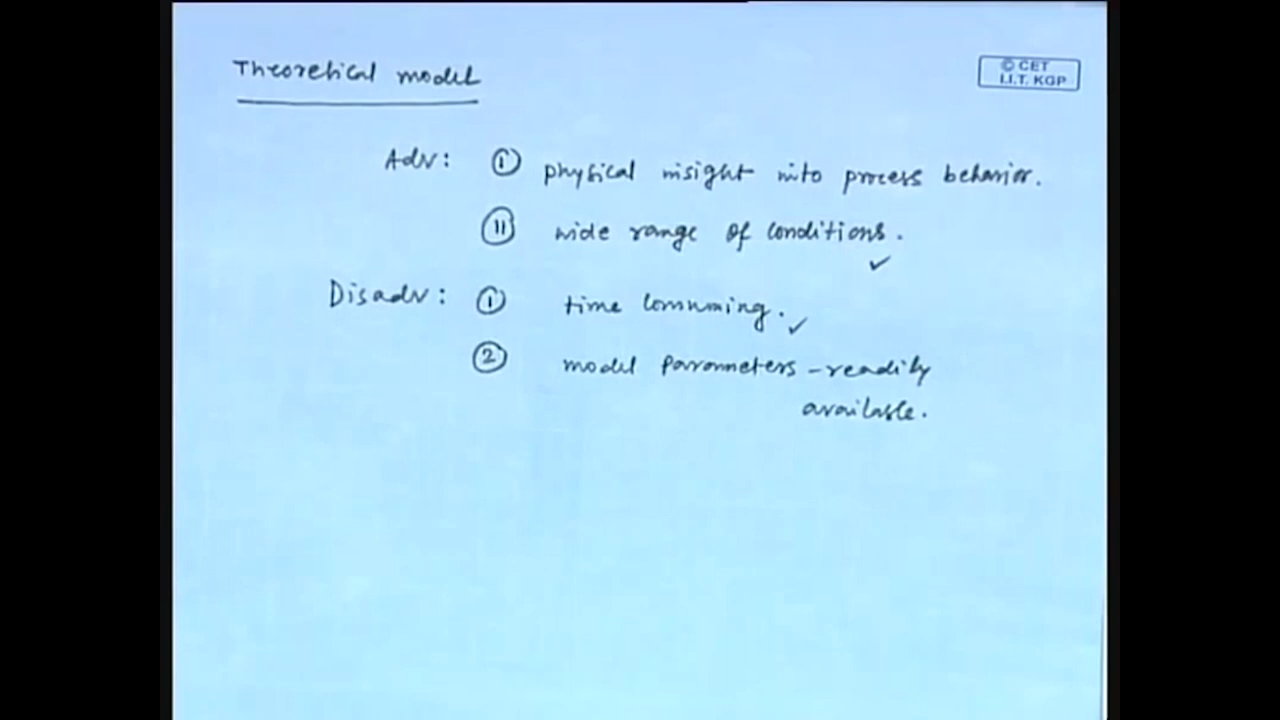 Theoretical model
© CET
I.I.T. KGP
Adv: (I) physical insight into process behavior.
(II) wide range of conditions.
Disadv: (1) time consuming.
(2) model parameters - readily
available.